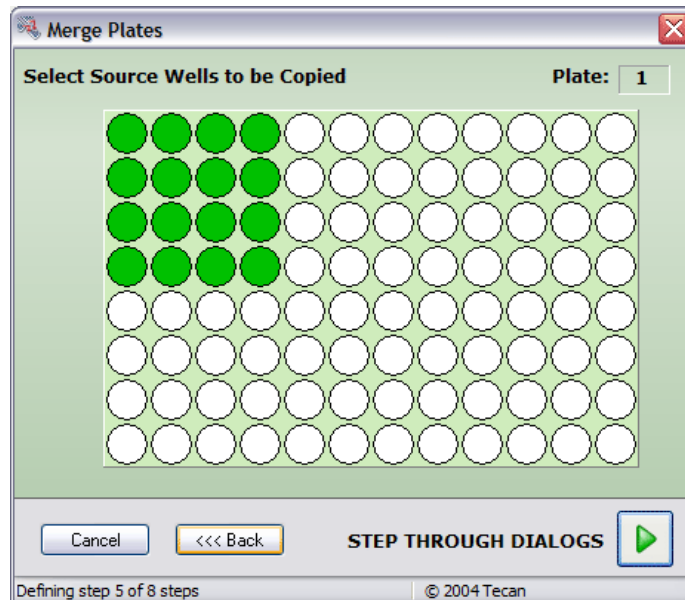 Merge Plates
Select Source Wells to be Copied Plate: 1
Cancel <<< Back STEP THROUGH DIALOGS
Defining step 5 of 8 steps © 2004 Tecan